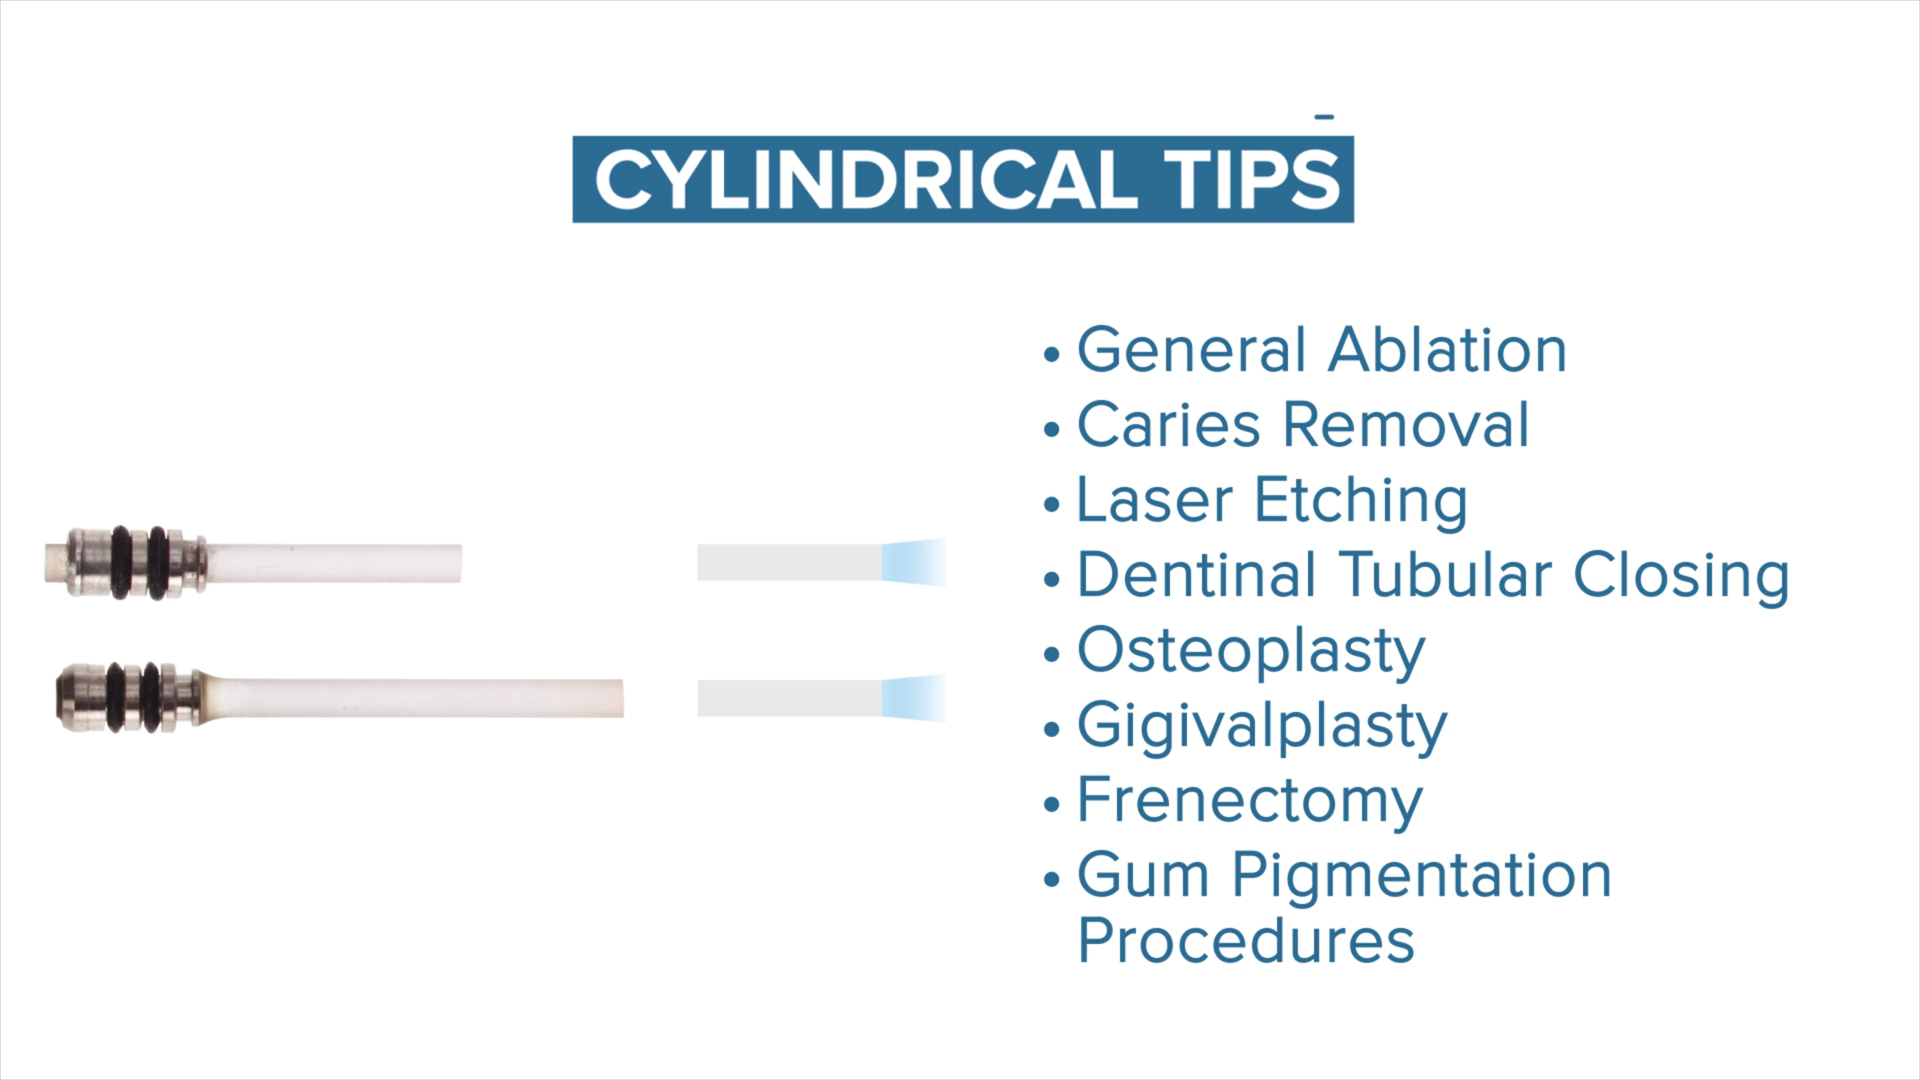 CYLINDRICAL TIPS
• General Ablation
• Caries Removal
• Laser Etching
• Dentinal Tubular Closing
• Osteoplasty
• Gigivalplasty
• Frenectomy
• Gum Pigmentation
Procedures